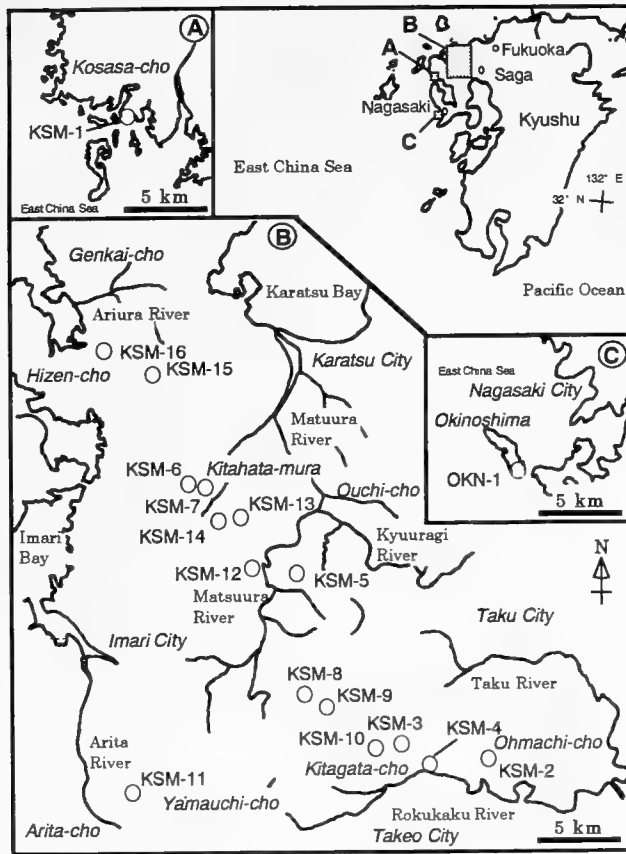 A
Kosasa-cho
KSM-1
East China Sea
5 km
B
A
Fukuoka
Saga
Nagasaki
Kyushu
C
East China Sea
132° E
32° N
Pacific Ocean
B
Genkai-cho
Karatsu Bay
Ariura River
KSM-16
Karatsu City
Hizen-cho
KSM-15
Matuura
River
KSM-6
Kitahata-mura
KSM-7
KSM-13
Ouchi-cho
KSM-14
Imari
Bay
Kyuuragi
River
KSM-12
KSM-5
Matsuura
River
Imari City
Taku City
KSM-8
Taku River
KSM-9
KSM-3
KSM-4
KSM-10
Ohmachi-cho
Arita
River
Kitagata-cho
KSM-2
KSM-11
Yamauchi-cho
Rokukaku River
Arita-cho
Takeo City
5 km
N
C
East China Sea
Nagasaki City
Okinoshima
OKN-1
5 km